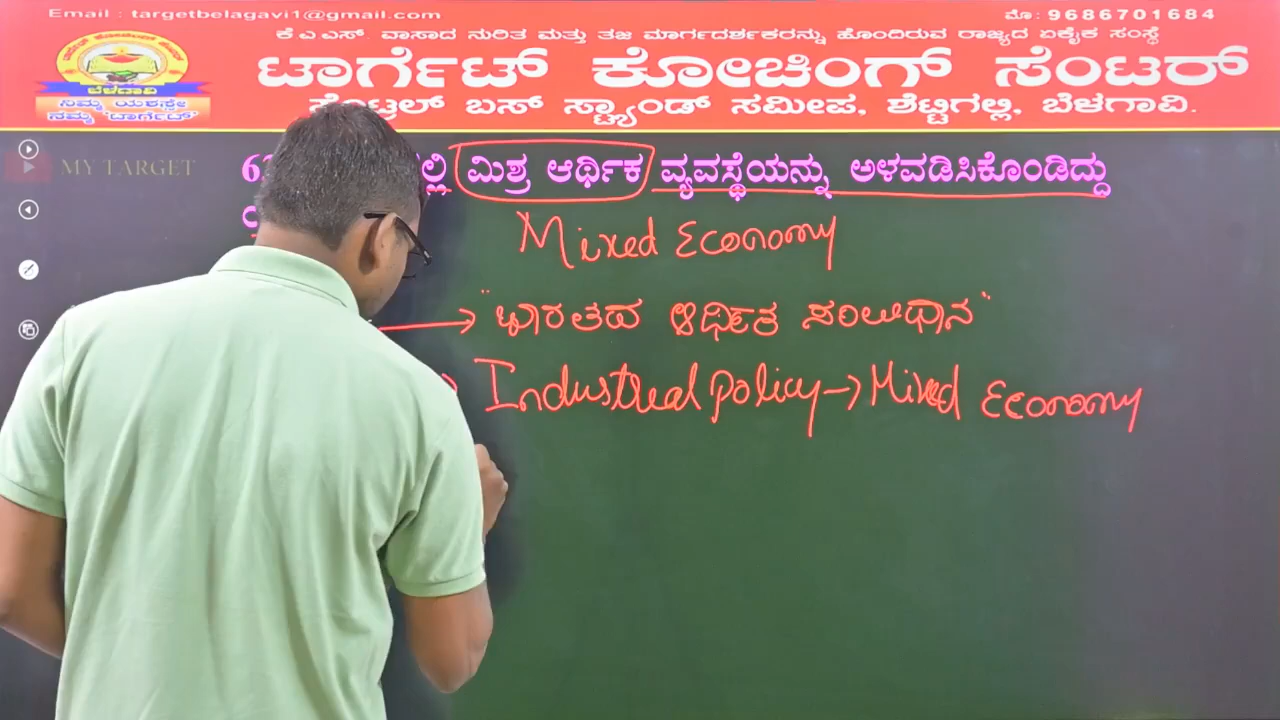 Email : targetbelagavi1@gmail.com ಮೊ: 9686701684
ಕೆ.ಎ.ಎಸ್. ವಾಸಾದ ನುರಿತ ಮತ್ತು ತಜ್ಞ ಮಾರ್ಗದರ್ಶಕರನ್ನು ಹೊಂದಿರುವ ರಾಜ್ಯದ ಏಕೈಕ ಸಂಸ್ಥೆ
ಟಾರ್ಗೆಟ್ ಕೋಚಿಂಗ್ ಸೆಂಟರ್
ಸೆಂಟ್ರಲ್ ಬಸ್ ಸ್ಟ್ಯಾಂಡ್ ಸಮೀಪ, ಶೆಟ್ಟಿಗಲ್ಲಿ, ಬೆಳಗಾವಿ.
ಬೆಳಗಾವಿ
ನಿಮ್ಮ ಯಶಸ್ಸೇ
ನಮ್ಮ 'ಟಾರ್ಗೆಟ್'
MY TARGET
ಮಿಶ್ರ ಆರ್ಥಿಕ ವ್ಯವಸ್ಥೆಯನ್ನು ಅಳವಡಿಸಿಕೊಂಡಿದ್ದು
Mixed Economy
→ "ಭಾರತದ ಆರ್ಥಿಕ ಸಂವಿಧಾನ"
Industrial policy → Mixed Economy